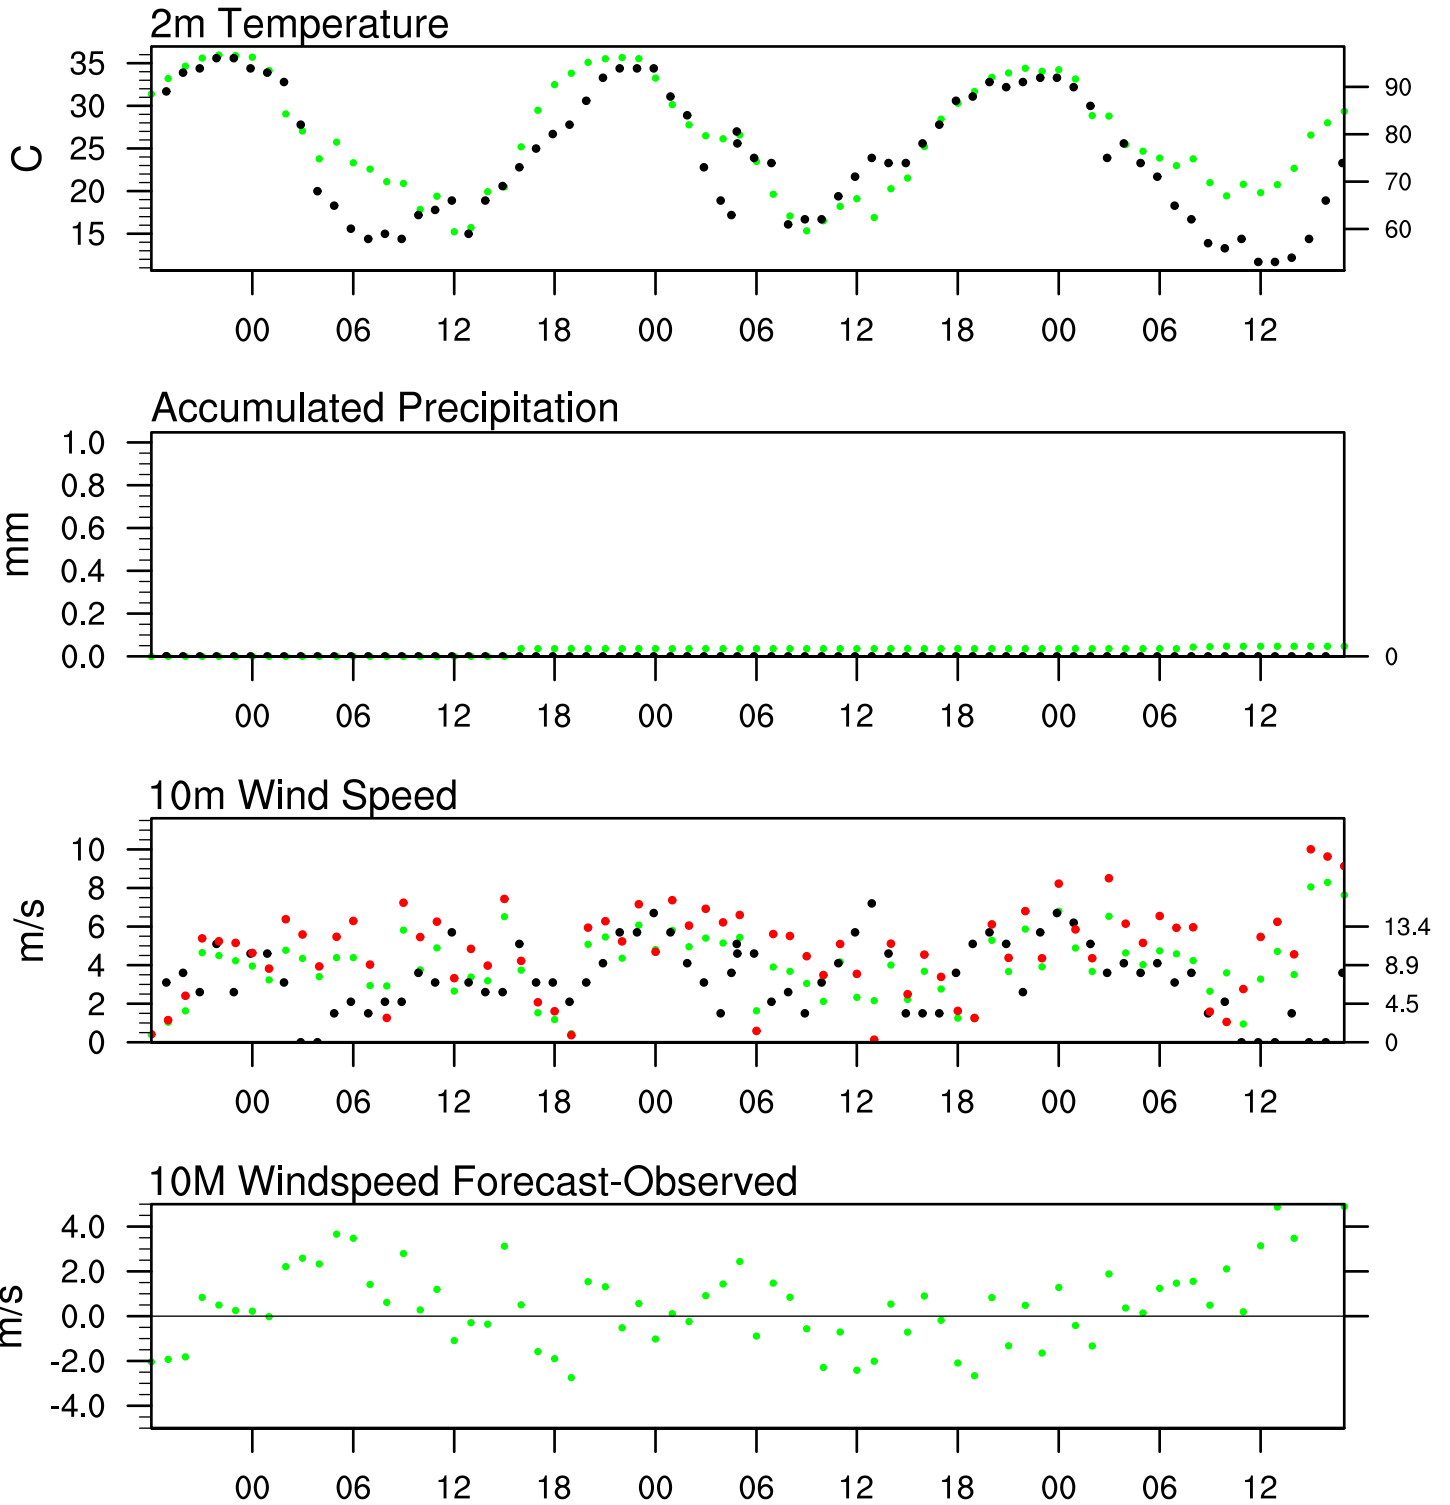 2m Temperature
35
30
25
20
15
C
90
80
70
60
00 06 12 18 00 06 12 18 00 06 12
Accumulated Precipitation
1.0
0.8
0.6
0.4
0.2
0.0
mm
0
00 06 12 18 00 06 12 18 00 06 12
10m Wind Speed
10
8
6
4
2
0
m/s
13.4
8.9
4.5
0
00 06 12 18 00 06 12 18 00 06 12
10M Windspeed Forecast-Observed
4.0
2.0
0.0
-2.0
-4.0
m/s
00 06 12 18 00 06 12 18 00 06 12